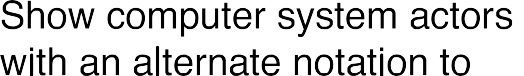 Show computer system actors
with an alternate notation to